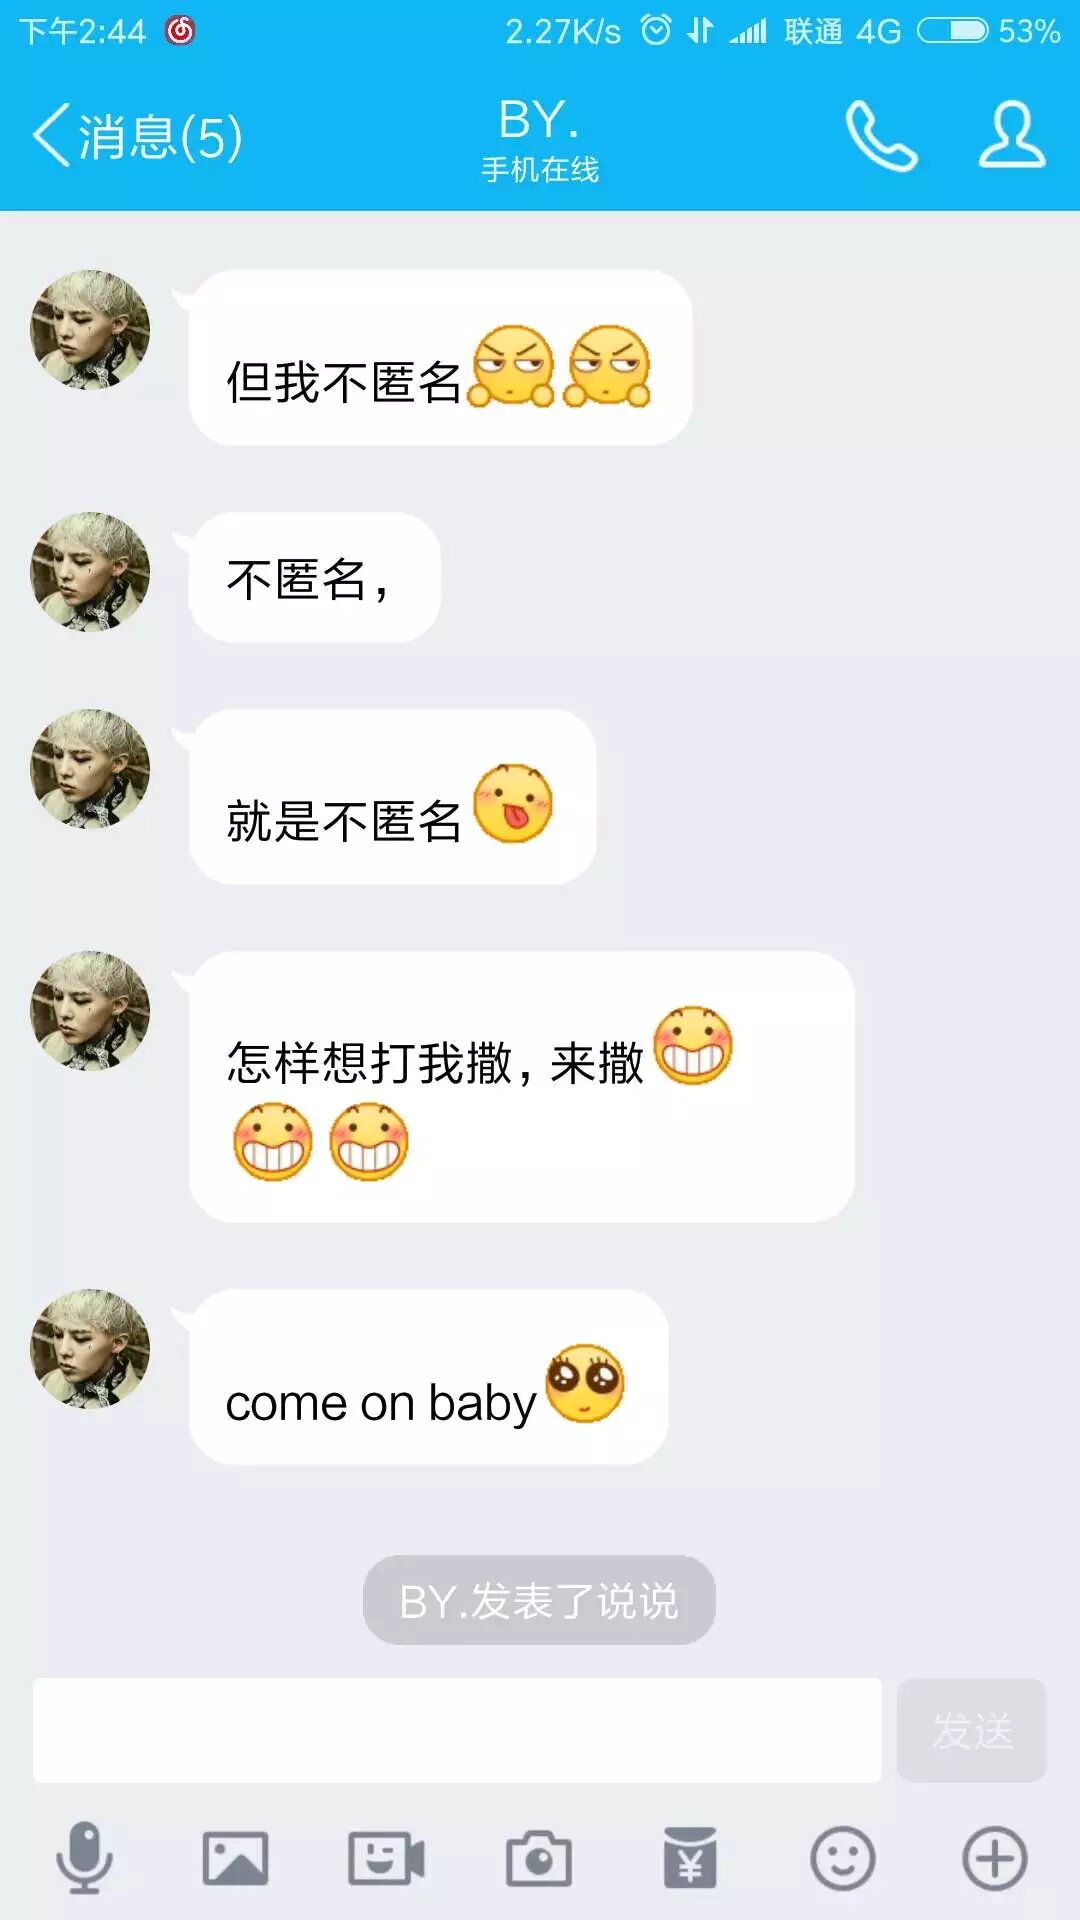 下午2:44
2.27K/s 联通 4G 53%
消息(5)
BY.
手机在线
但我不匿名
不匿名，
就是不匿名
怎样想打我撒，来撒
come on baby
BY.发表了说说
发送